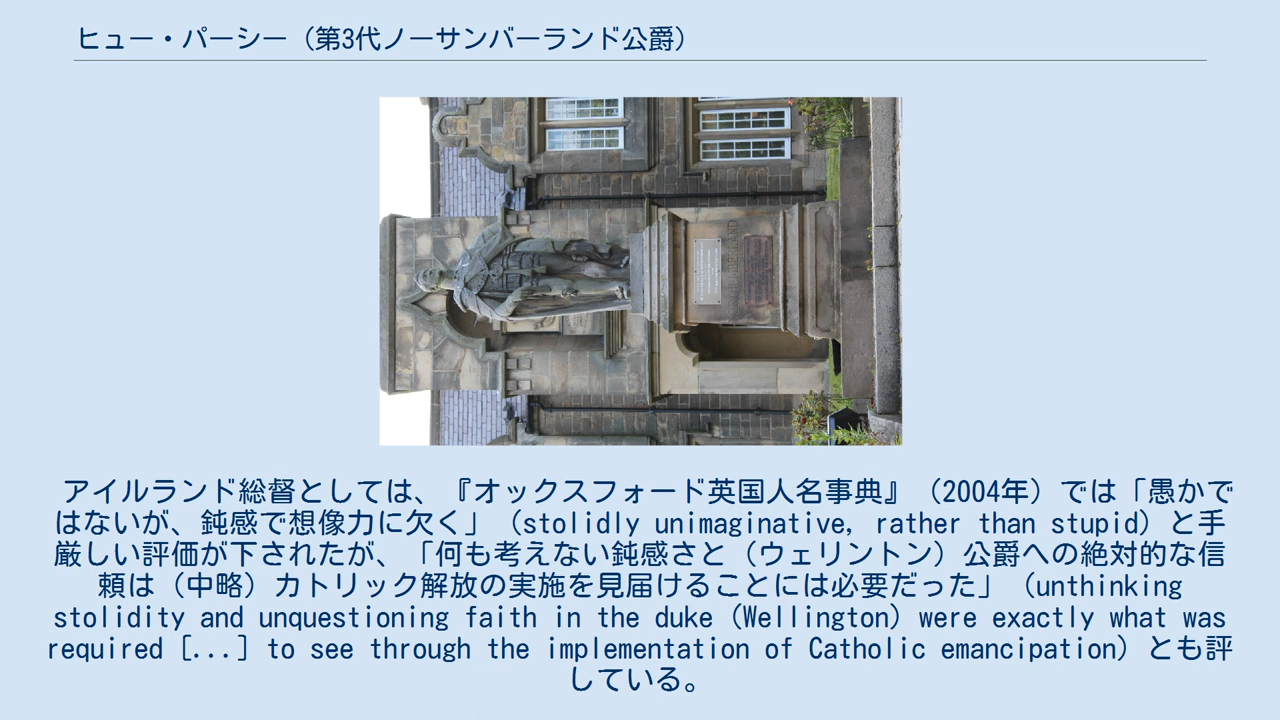 ヒュー・パーシー（第3代ノーサンバーランド公爵）
アイルランド総督としては、『オックスフォード英国人名事典』（2004年）では「愚かで
はないが、鈍感で想像力に欠く」（stolidly unimaginative, rather than stupid）と手
厳しい評価が下されたが、「何も考えない鈍感さと（ウェリントン）公爵への絶対的な信
頼は（中略）カトリック解放の実施を見届けることには必要だった」（unthinking
stolidity and unquestioning faith in the duke (Wellington) were exactly what was
required [...] to see through the implementation of Catholic emancipation）とも評
している。